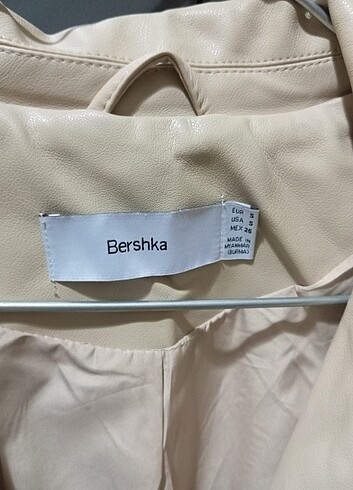 Bershka
EUR S
USA S
MEX 26
MADE IN
MYANMAR
(BURMA)